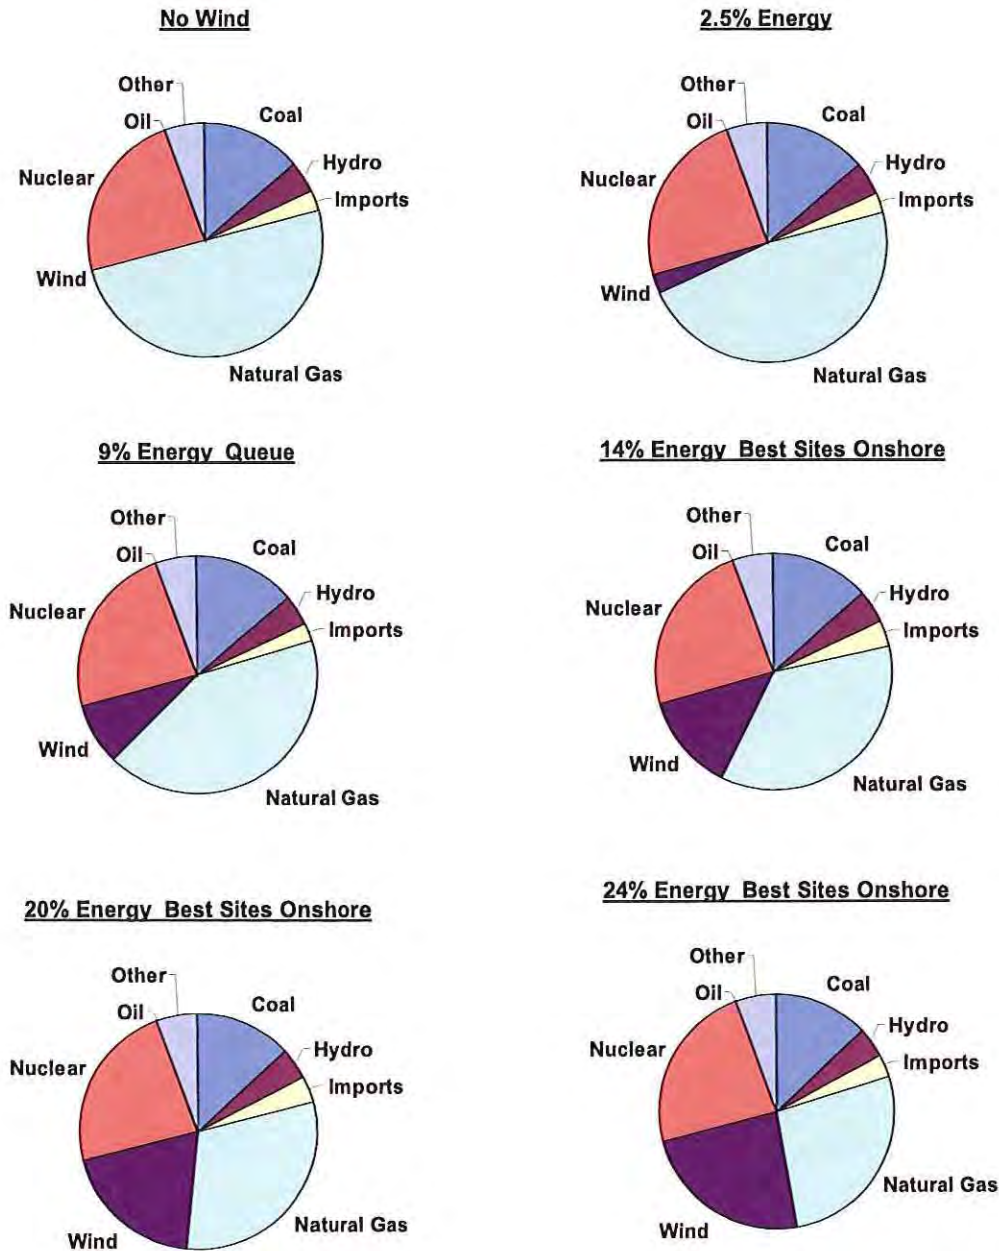 No Wind
Other
Oil
Coal
Nuclear
Hydro
Imports
Wind
Natural Gas
2.5% Energy
Other
Oil
Coal
Nuclear
Hydro
Imports
Wind
Natural Gas
9% Energy Queue
Other
Oil
Coal
Nuclear
Hydro
Imports
Wind
Natural Gas
14% Energy Best Sites Onshore
Other
Oil
Coal
Nuclear
Hydro
Imports
Wind
Natural Gas
20% Energy Best Sites Onshore
Other
Oil
Coal
Nuclear
Hydro
Imports
Wind
Natural Gas
24% Energy Best Sites Onshore
Other
Oil
Coal
Nuclear
Hydro
Imports
Natural Gas
Wind